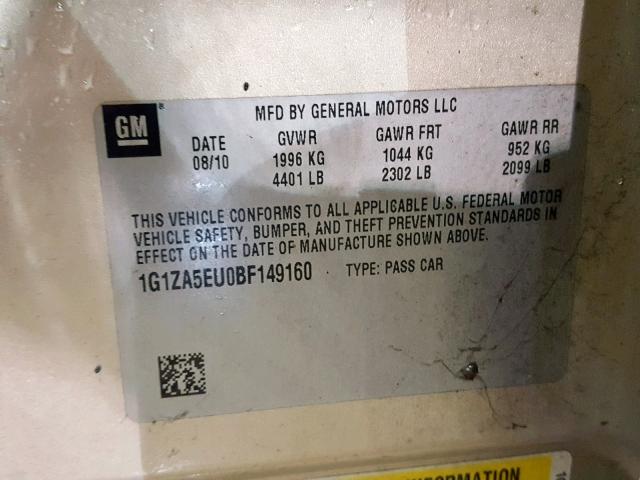 GM ®
MFD BY GENERAL MOTORS LLC
DATE GVWR GAWR FRT GAWR RR
08/10 1996 KG 1044 KG 952 KG
4401 LB 2302 LB 2099 LB
THIS VEHICLE CONFORMS TO ALL APPLICABLE U.S. FEDERAL MOTOR
VEHICLE SAFETY, BUMPER, AND THEFT PREVENTION STANDARDS IN
EFFECT ON THE DATE OF MANUFACTURE SHOWN ABOVE.
1G1ZA5EU0BF149160 TYPE: PASS CAR
INFORMATION